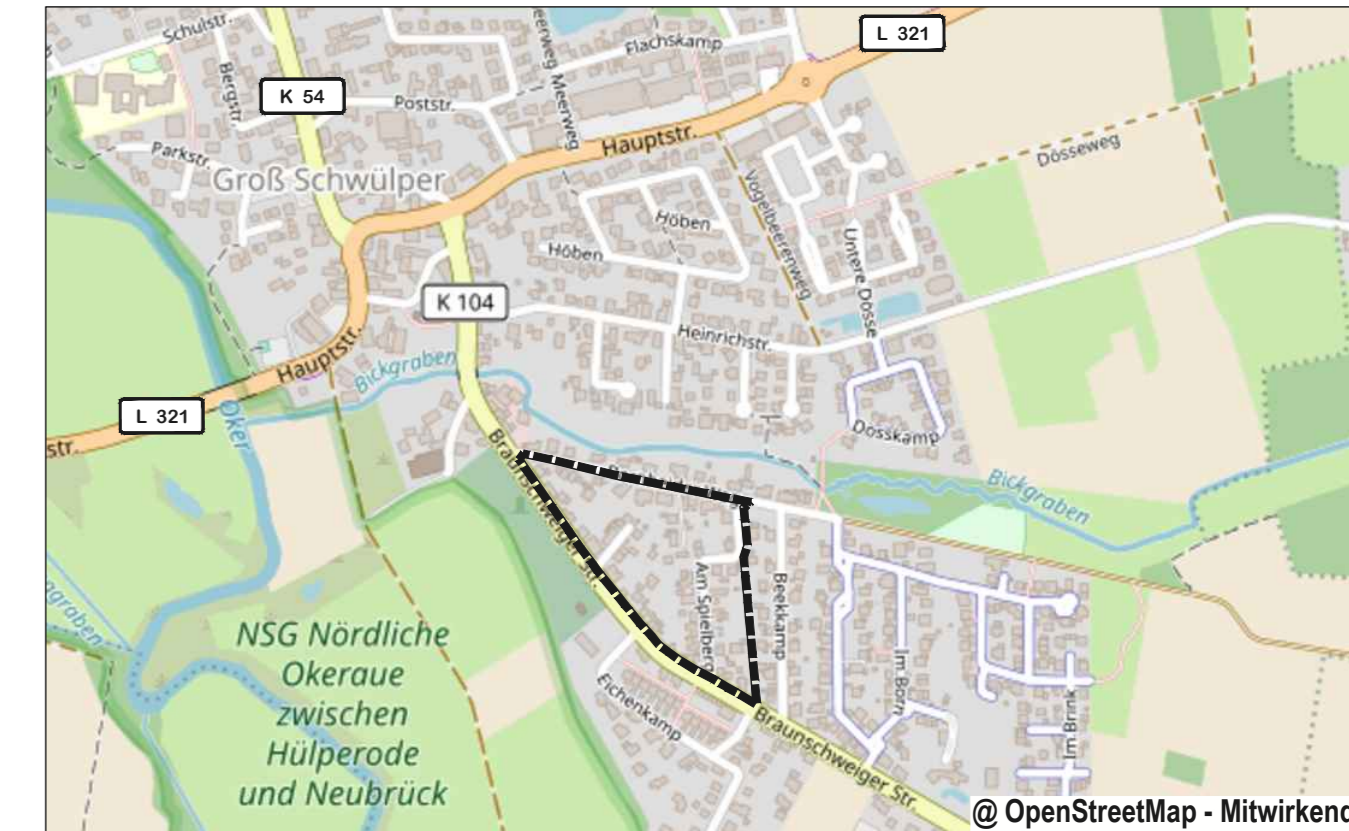 Schulstr.
Bergstr.
K 54
Poststr.
Parkstr.
Groß Schwülper
Meerweg
Flachskamp
L 321
Hauptstr.
Vogelbeerenweg
Dösseweg
Höben
Höben
Untere Dösse
K 104
Heinrichstr.
Hauptstr.
Bickgraben
L 321
str.
Oker
Dosskamp
Bickgraben
Braunschweiger Str.
Am Spielberg
Beekkamp
Im Born
Im Brink
Eichenkamp
Braunschweiger Str.
NSG Nördliche
Okeraue
zwischen
Hülperode
und Neubrück
@ OpenStreetMap - Mitwirkend